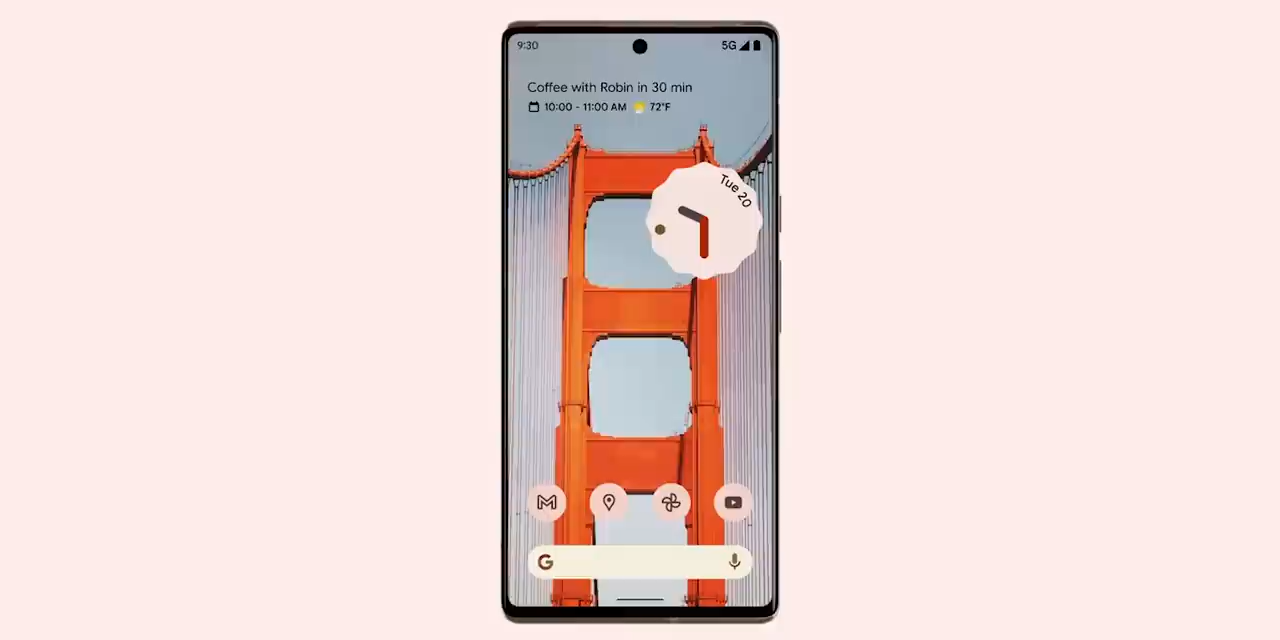 9:30
5G
Coffee with Robin in 30 min
10:00 - 11:00 AM 72°F
Tue 20
G